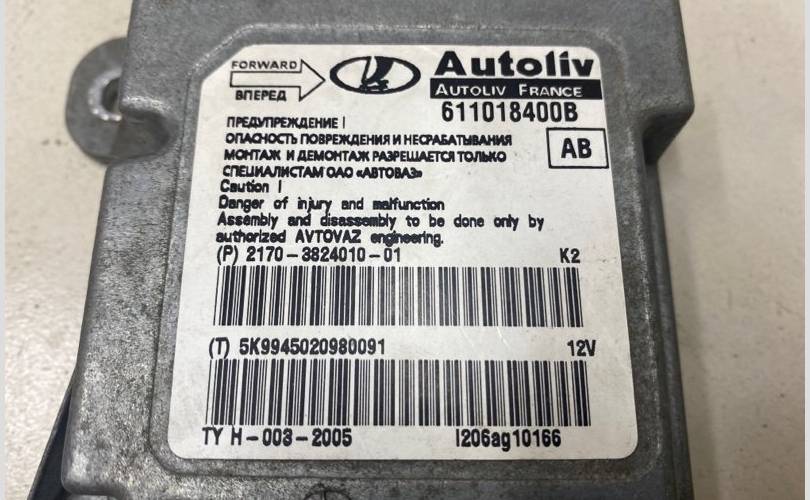 FORWARD
ВПЕРЕД
Autoliv
AUTOLIV FRANCE
611018400B
AB
ПРЕДУПРЕЖДЕНИЕ !
ОПАСНОСТЬ ПОВРЕЖДЕНИЯ И НЕСРАБАТЫВАНИЯ
МОНТАЖ И ДЕМОНТАЖ РАЗРЕШАЕТСЯ ТОЛЬКО
СПЕЦИАЛИСТАМ ОАО «АВТОВАЗ»
Caution !
Danger of injury and malfunction
Assembly and disassembly to be done only by
authorized AVTOVAZ engineering.
(P) 2170-3824010-01 K2
(T) 5K9945020980091 12V
TY H-003-2005 I206ag10166